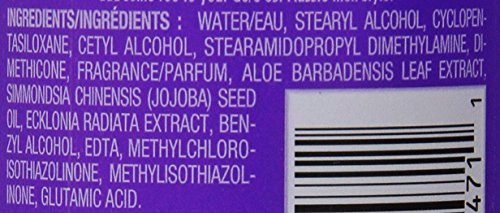 INGREDIENTS/INGRÉDIENTS : WATER/EAU, STEARYL ALCOHOL, CYCLOPEN-
TASILOXANE, CETYL ALCOHOL, STEARAMIDOPROPYL DIMETHYLAMINE, DI-
METHICONE, FRAGRANCE/PARFUM, ALOE BARBADENSIS LEAF EXTRACT,
SIMMONDSIA CHINENSIS (JOJOBA) SEED
OIL, ECKLONIA RADIATA EXTRACT, BEN-
ZYL ALCOHOL, EDTA, METHYLCHLORO-
ISOTHIAZOLINONE, METHYLISOTHIAZOL-
INONE, GLUTAMIC ACID.
471 1